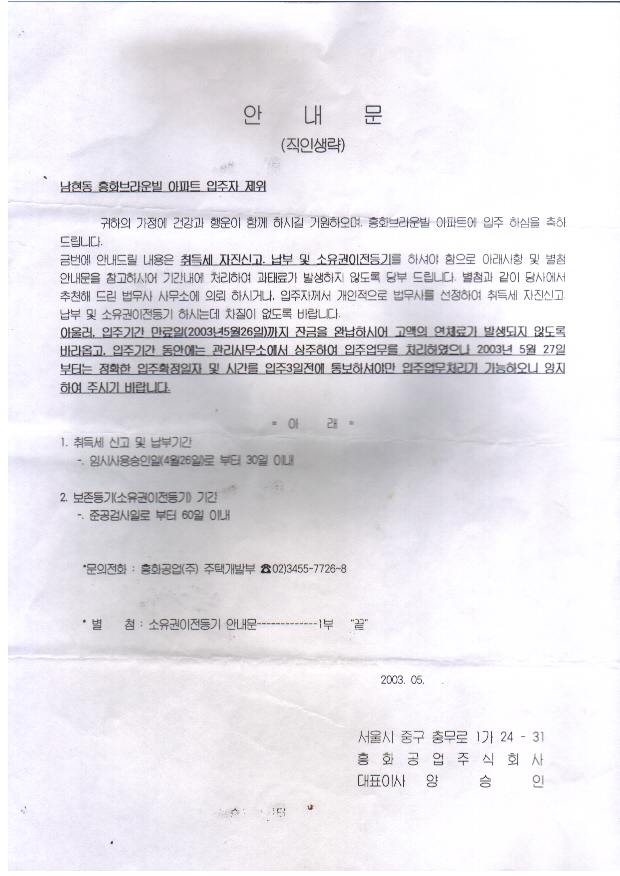 안 내 문
(직인생략)
남현동 흥화브라운빌 아파트 입주자 제위
귀하의 가정에 건강과 행운이 함께 하시길 기원하오며, 흥화브라운빌 아파트에 입주 하심을 축하
드립니다.
금번에 안내드릴 내용은 취득세 자진신고, 납부 및 소유권이전등기를 하셔야 함으로 아래사항 및 별첨
안내문을 참고하시어 기간내에 처리하여 과태료가 발생하지 않도록 당부 드립니다. 별첨과 같이 당사에서
추천해 드린 법무사 사무소에 의뢰 하시거나, 입주자께서 개인적으로 법무사를 선정하여 취득세 자진신고
납부 및 소유권이전등기 하시는데 차질이 없도록 바랍니다.
아울러, 입주기간 만료일(2003년5월26일)까지 잔금을 완납하시어 고액의 연체료가 발생되지 않도록
바라옵고, 입주기간 동안에는 관리사무소에서 상주하여 입주업무를 처리하였으나 2003년 5월 27일
부터는 정확한 입주확정일자 및 시간을 입주3일전에 통보하셔야만 입주업무처리가 가능하오니 양지
하여 주시기 바랍니다.
= 아 래 =
1. 취득세 신고 및 납부기간
-. 임시사용승인일(4월26일)로 부터 30일 이내
2. 보존등기(소유권이전등기) 기간
-. 준공검사일로 부터 60일 이내
*문의전화 : 흥화공업(주) 주택개발부 ☎02)3455-7726-8
* 별 첨 : 소유권이전등기 안내문-------------1부 "끝"
2003. 05. .
서울시 중구 충무로 1가 24 - 31
흥 화 공 업 주 식 회 사
대표이사 양 승 인